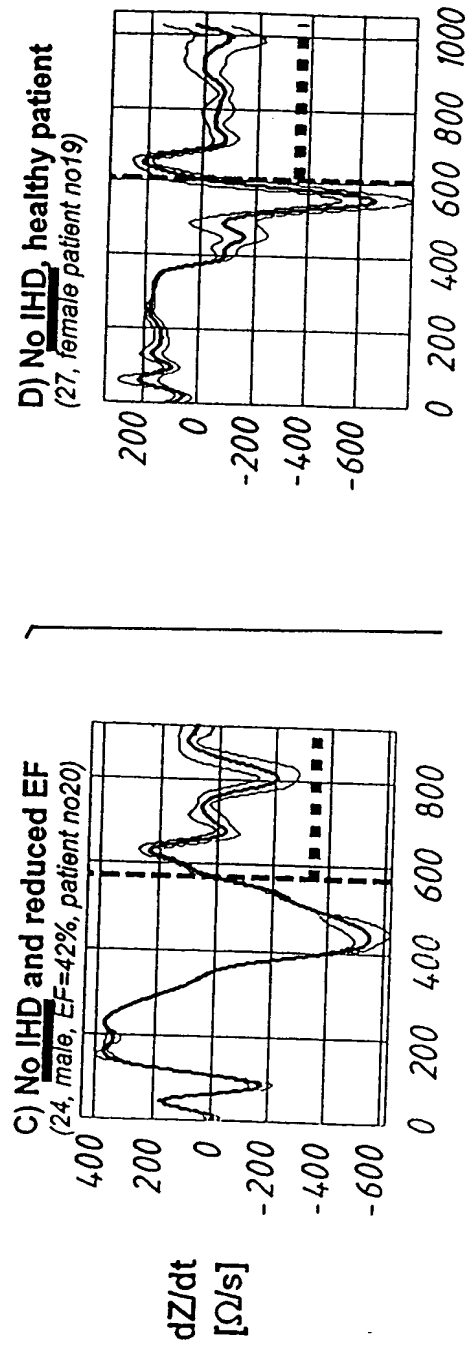 C) No IHD and reduced EF
(24, male, EF=42%, patient no20)
dZ/dt
[Ω/s]
400
200
0
-200
-400
-600
0 200 400 600 800
D) No IHD, healthy patient
(27, female patient no19)
200
0
-200
-400
-600
0 200 400 600 800 1000